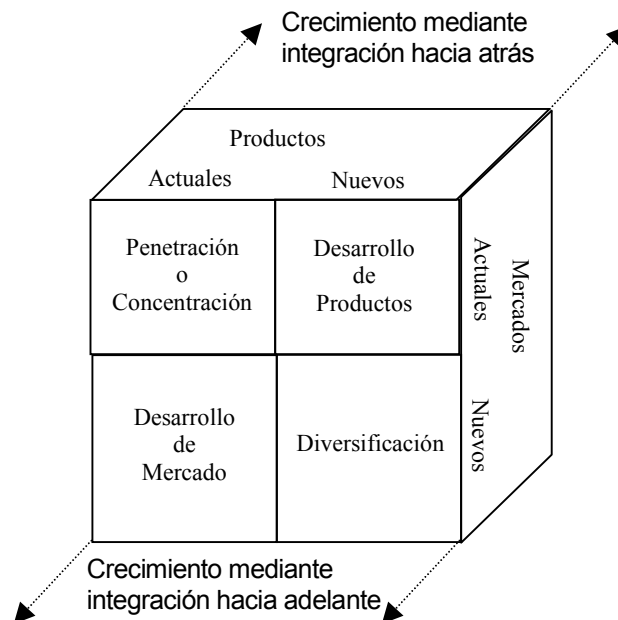 Crecimiento mediante
integración hacia atrás
Productos
Actuales Nuevos
Penetración
o
Concentración
Desarrollo
de
Productos
Actuales
Mercados
Nuevos
Desarrollo
de
Mercado
Diversificación
Crecimiento mediante
integración hacia adelante